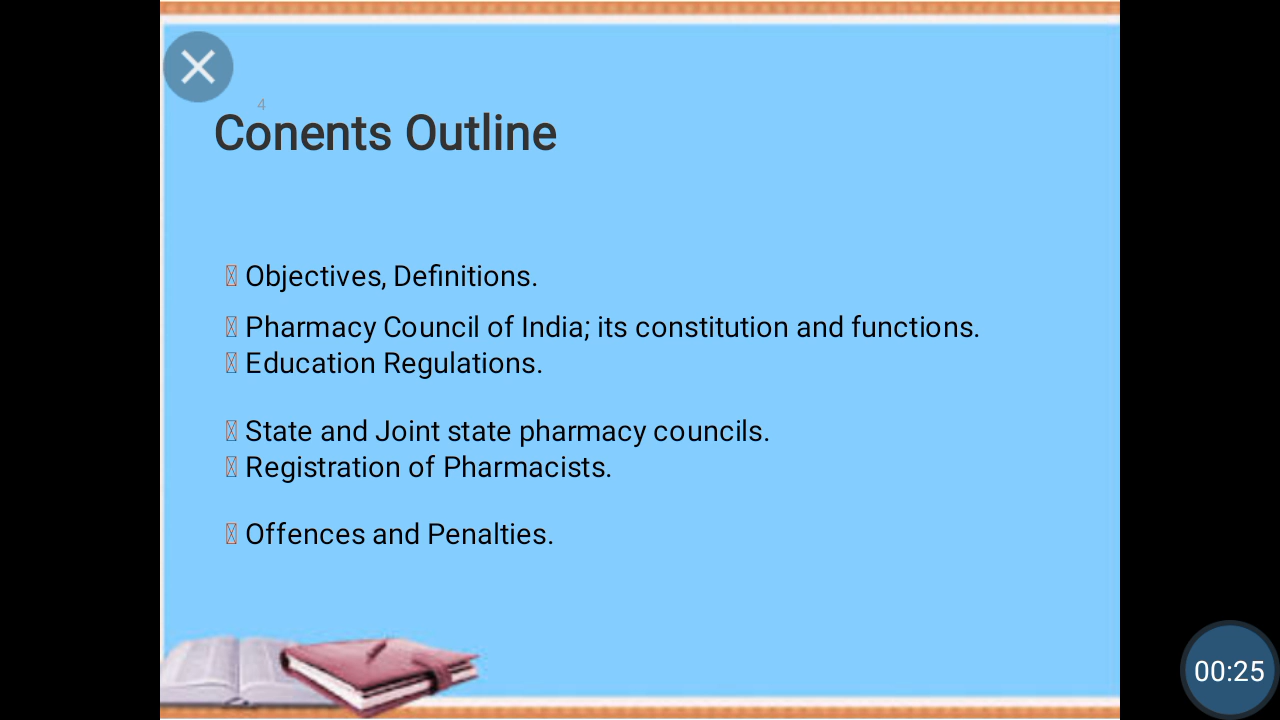 4
Conents Outline
Objectives, Definitions.
Pharmacy Council of India; its constitution and functions.
Education Regulations.
State and Joint state pharmacy councils.
Registration of Pharmacists.
Offences and Penalties.
00:25